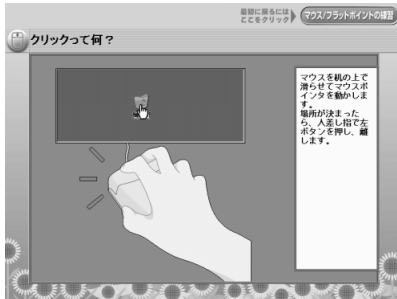 最初に戻るには
ここをクリック
マウス/フラットポイントの練習
クリックって何？
マウスを机の上で
滑らせてマウスポ
インタを動かしま
す。
場所が決まった
ら、人差し指で左
ボタンを押し、離
します。